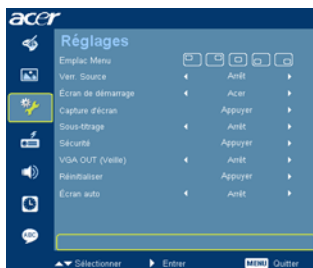 acer
Réglages
Emplac Menu
Verr. Source Arrêt
Écran de démarrage Acer
Capture d'écran Appuyer
Sous-titrage Arrêt
Sécurité Appuyer
VGA OUT (Veille) Arrêt
Réinitialiser Appuyer
Écran auto Arrêt
ABC
Sélectionner Entrer MENU Quitter